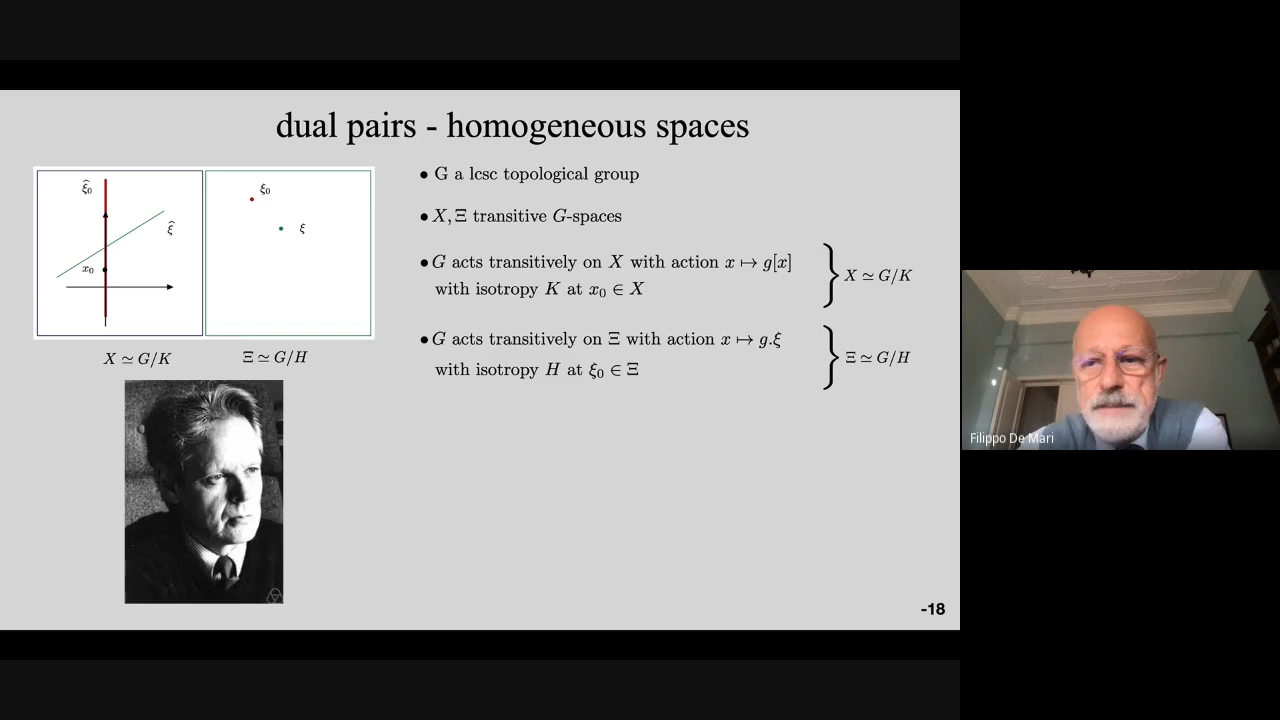 dual pairs - homogeneous spaces
ξ̂₀
ξ̂
x₀
ξ₀
ξ
X ≃ G/K
Ξ ≃ G/H
• G a lcsc topological group
• X, Ξ transitive G-spaces
• G acts transitively on X with action x ↦ g[x]
with isotropy K at x₀ ∈ X
} X ≃ G/K
• G acts transitively on Ξ with action x ↦ g.ξ
with isotropy H at ξ₀ ∈ Ξ
} Ξ ≃ G/H
-18
Filippo De Mari